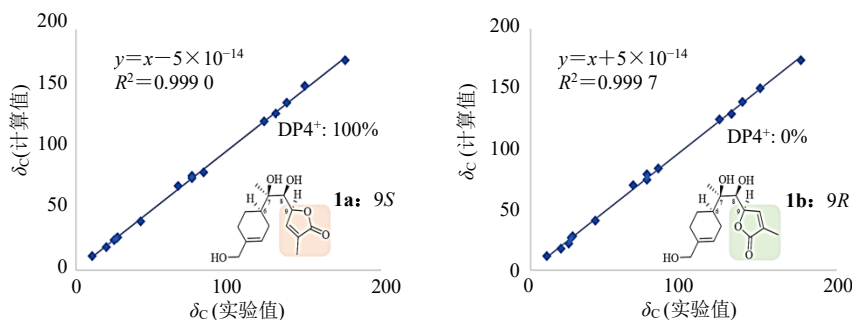 200
150
100
50
0
δC (计算值)
y＝x－5×10⁻¹⁴
R²＝0.999 0
DP4⁺: 100%
OH
OH
H
H
7
8
6
9
O
O
HO
1a：9S
0
100
200
δC (实验值)
200
150
100
50
0
δC (计算值)
y＝x＋5×10⁻¹⁴
R²＝0.999 7
DP4⁺: 0%
OH
OH
H
H
7
8
6
9
O
O
HO
1b：9R
0
100
200
δC (实验值)